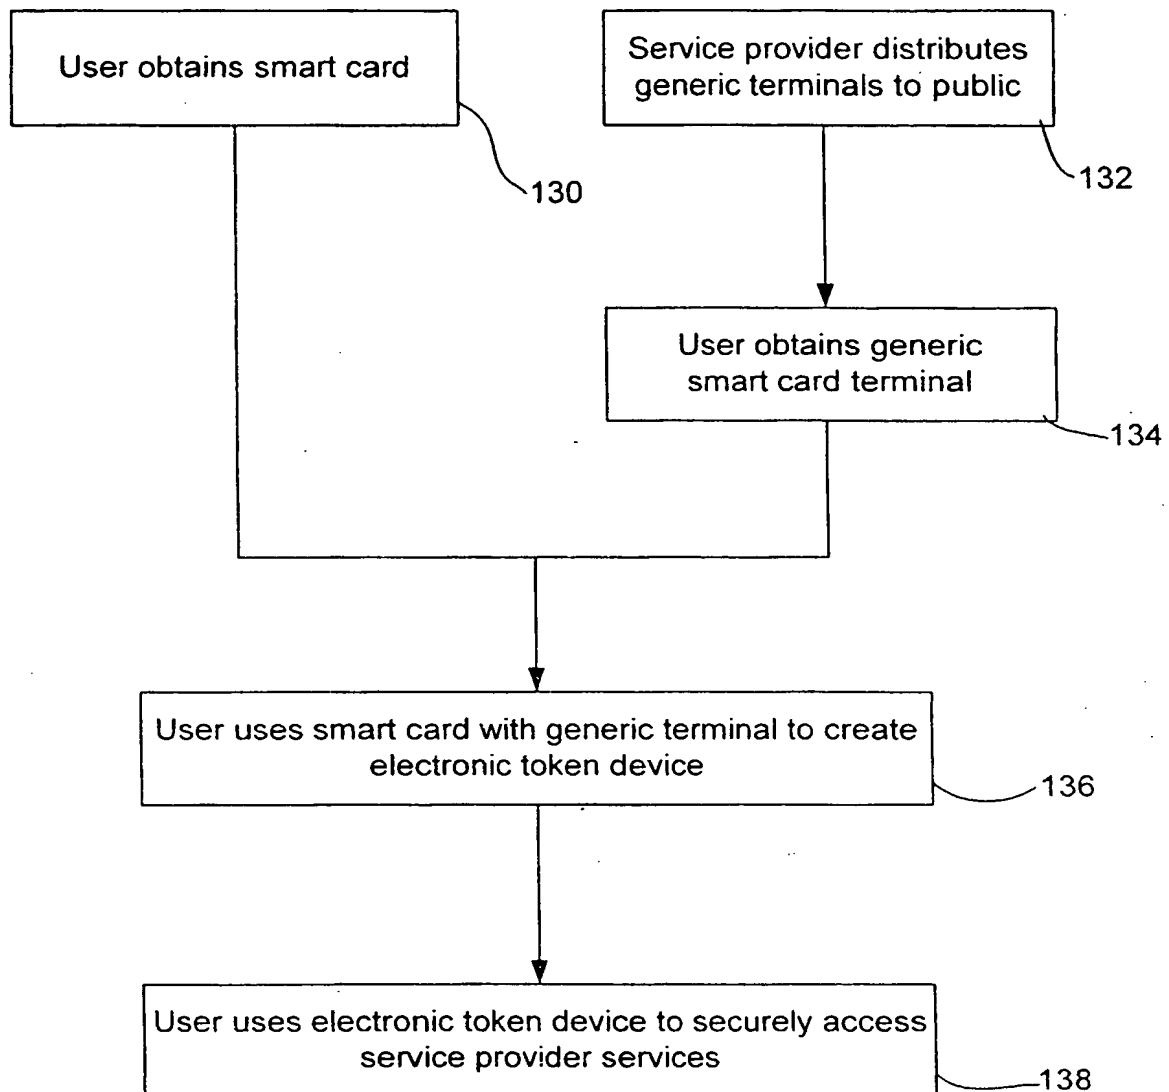 User obtains smart card
130
Service provider distributes
generic terminals to public
132
User obtains generic
smart card terminal
134
User uses smart card with generic terminal to create
electronic token device
136
User uses electronic token device to securely access
service provider services
138